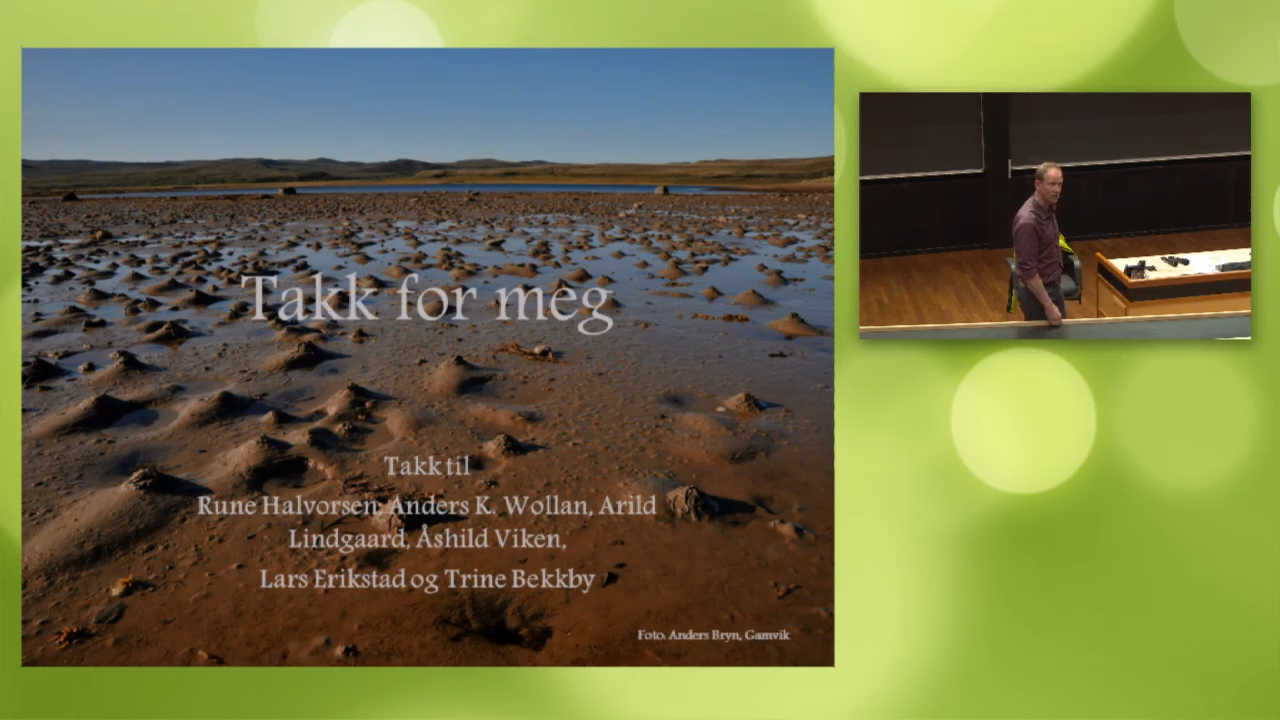 Takk for meg
Takk til
Rune Halvorsen, Anders K. Wollan, Arild
Lindgaard, Åshild Viken,
Lars Erikstad og Trine Bekkby
Foto: Anders Bryn, Gamvik